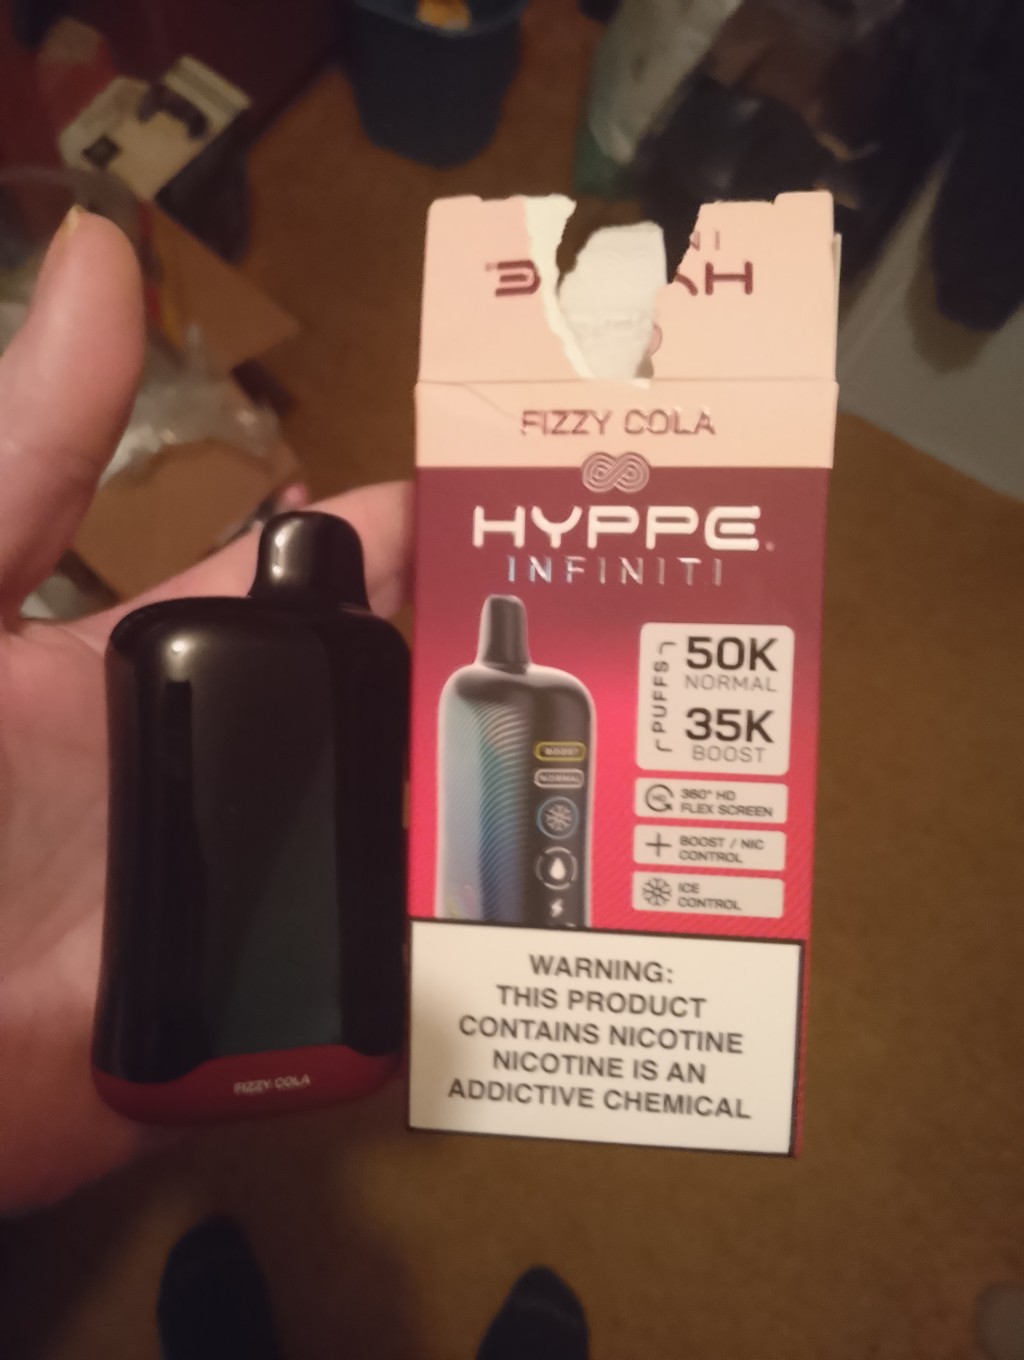 FIZZY COLA
HYPPE
INFINITI
PUFFS
50K
NORMAL
35K
BOOST
BOOST
NORMAL
HD
360° HD
FLEX SCREEN
BOOST / NIC
CONTROL
ICE
CONTROL
WARNING:
THIS PRODUCT
CONTAINS NICOTINE
NICOTINE IS AN
ADDICTIVE CHEMICAL
FIZZY COLA